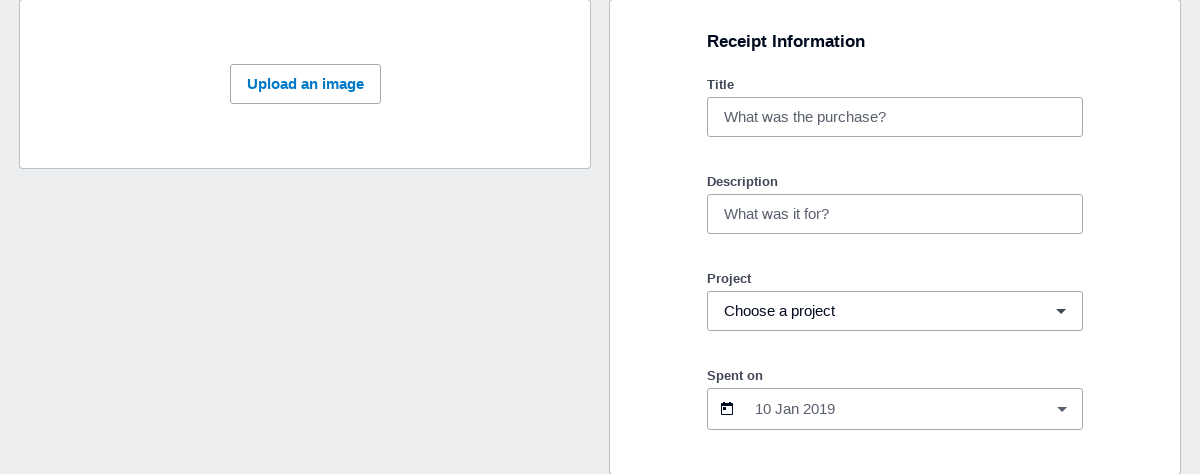 Upload an image
Receipt Information
Title
What was the purchase?
Description
What was it for?
Project
Choose a project
Spent on
10 Jan 2019